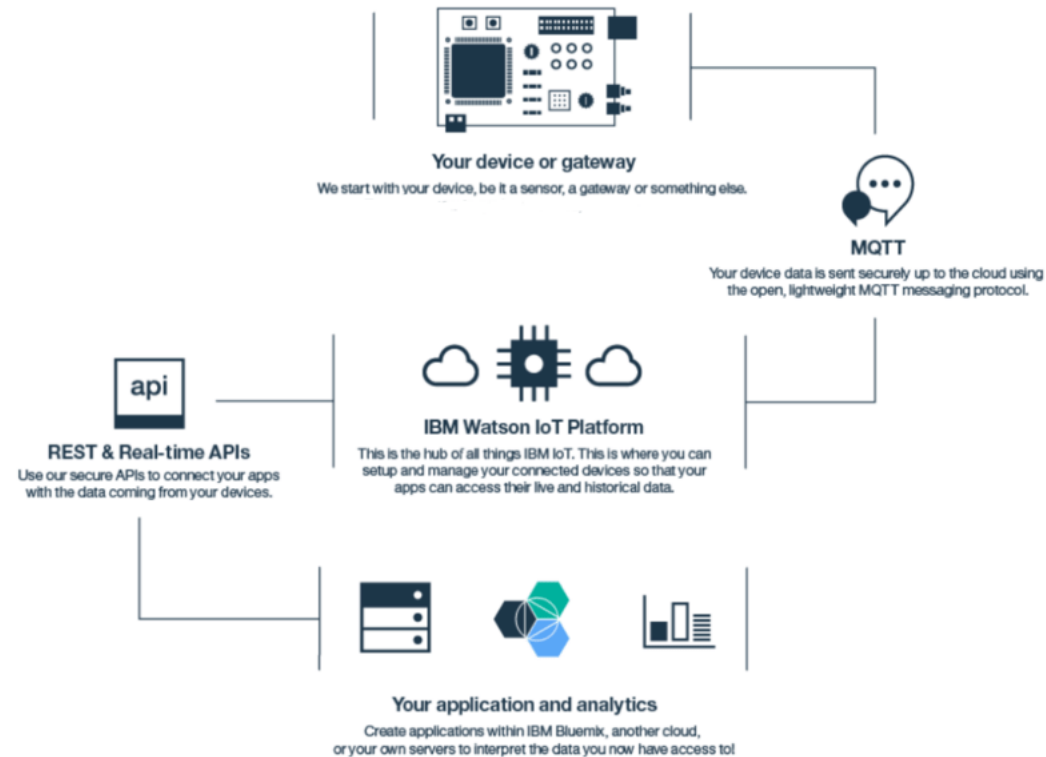 Your device or gateway
We start with your device, be it a sensor, a gateway or something else.
MQTT
Your device data is sent securely up to the cloud using
the open, lightweight MQTT messaging protocol.
api
REST & Real-time APIs
Use our secure APIs to connect your apps
with the data coming from your devices.
IBM Watson IoT Platform
This is the hub of all things IBM IoT. This is where you can
setup and manage your connected devices so that your
apps can access their live and historical data.
Your application and analytics
Create applications within IBM Bluemix, another cloud,
or your own servers to interpret the data you now have access to!